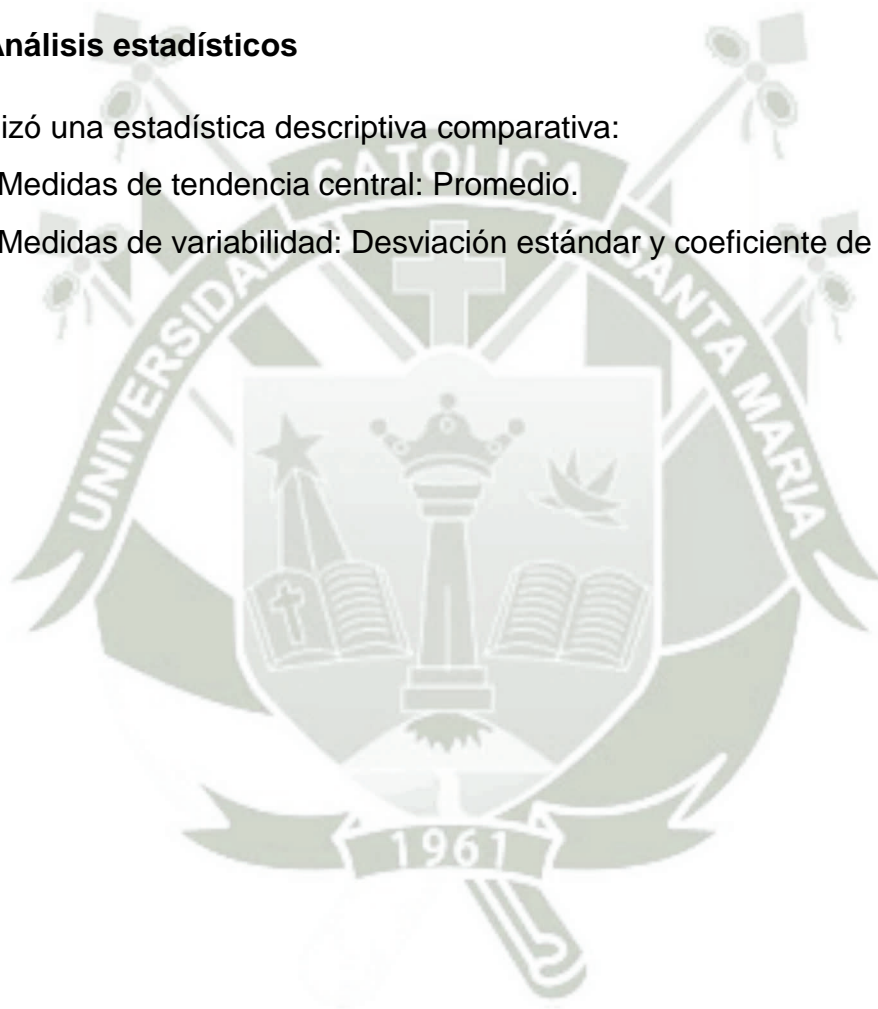 nálisis estadísticos
izó una estadística descriptiva comparativa:
Medidas de tendencia central: Promedio.
Medidas de variabilidad: Desviación estándar y coeficiente de
UNIVERSIDAD CATOLICA SANTA MARIA
1961